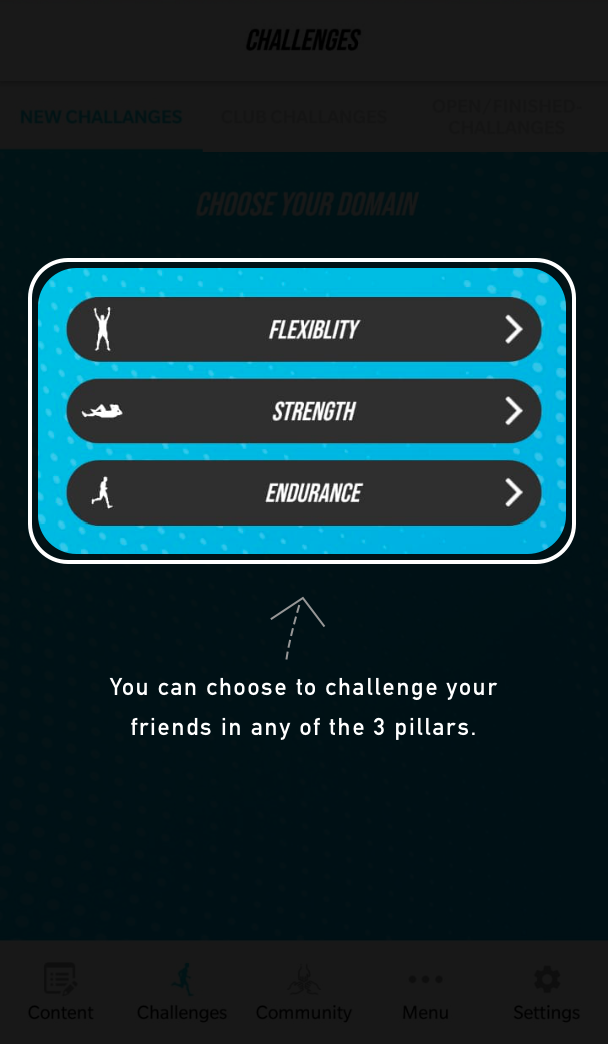 CHALLENGES
NEW CHALLANGES
CLUB CHALLANGES
OPEN/FINISHED-
CHALLANGES
CHOOSE YOUR DOMAIN
FLEXIBLITY
STRENGTH
ENDURANCE
You can choose to challenge your
friends in any of the 3 pillars.
Content
Challenges
Community
Menu
Settings